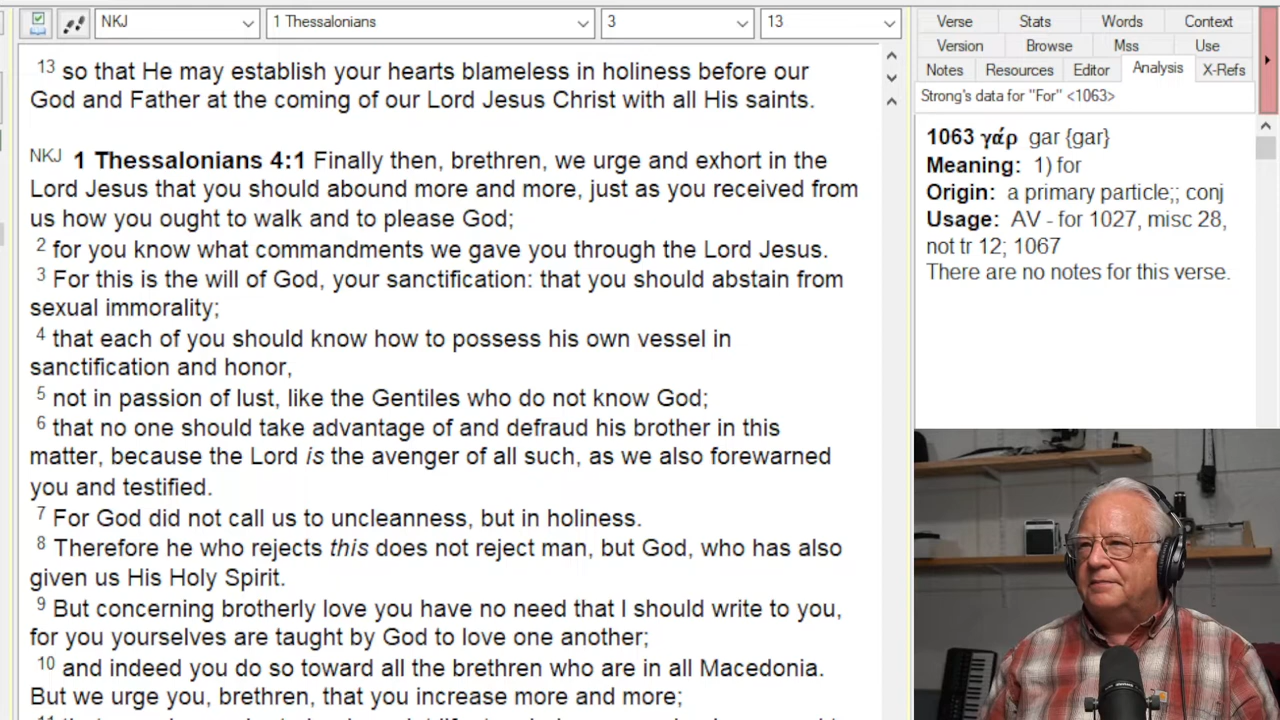 NKJ
1 Thessalonians
3
13
13 so that He may establish your hearts blameless in holiness before our
God and Father at the coming of our Lord Jesus Christ with all His saints.
NKJ 1 Thessalonians 4:1 Finally then, brethren, we urge and exhort in the
Lord Jesus that you should abound more and more, just as you received from
us how you ought to walk and to please God;
2 for you know what commandments we gave you through the Lord Jesus.
3 For this is the will of God, your sanctification: that you should abstain from
sexual immorality;
4 that each of you should know how to possess his own vessel in
sanctification and honor,
5 not in passion of lust, like the Gentiles who do not know God;
6 that no one should take advantage of and defraud his brother in this
matter, because the Lord is the avenger of all such, as we also forewarned
you and testified.
7 For God did not call us to uncleanness, but in holiness.
8 Therefore he who rejects this does not reject man, but God, who has also
given us His Holy Spirit.
9 But concerning brotherly love you have no need that I should write to you,
for you yourselves are taught by God to love one another;
10 and indeed you do so toward all the brethren who are in all Macedonia.
But we urge you, brethren, that you increase more and more;
Verse Stats Words Context
Version Browse Mss Use
Notes Resources Editor Analysis X-Refs
Strong's data for "For" <1063>
1063 γάρ gar {gar}
Meaning: 1) for
Origin: a primary particle;; conj
Usage: AV - for 1027, misc 28,
not tr 12; 1067
There are no notes for this verse.